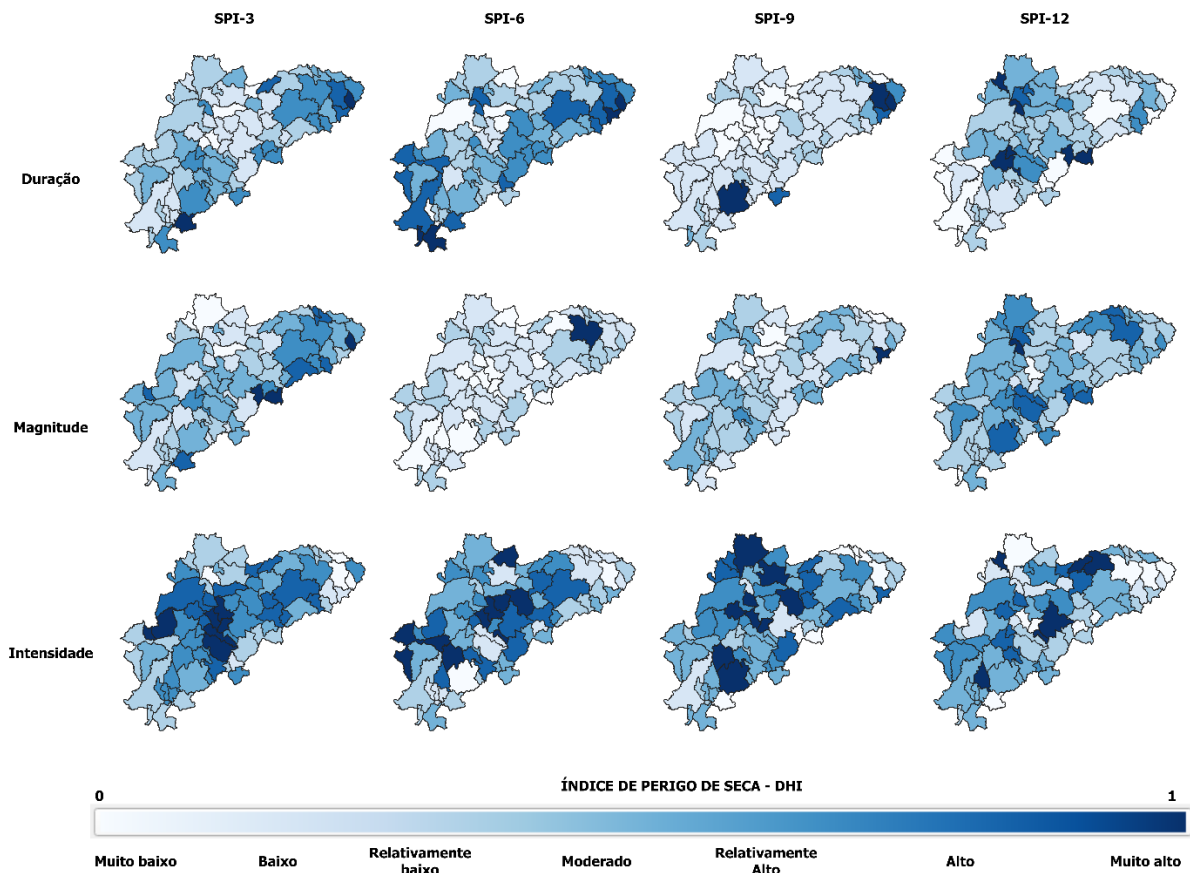 SPI-3 SPI-6 SPI-9 SPI-12
Duração
Magnitude
Intensidade
ÍNDICE DE PERIGO DE SECA - DHI
0 1
Muito baixo Baixo Relativamente baixo Moderado Relativamente Alto Alto Muito alto